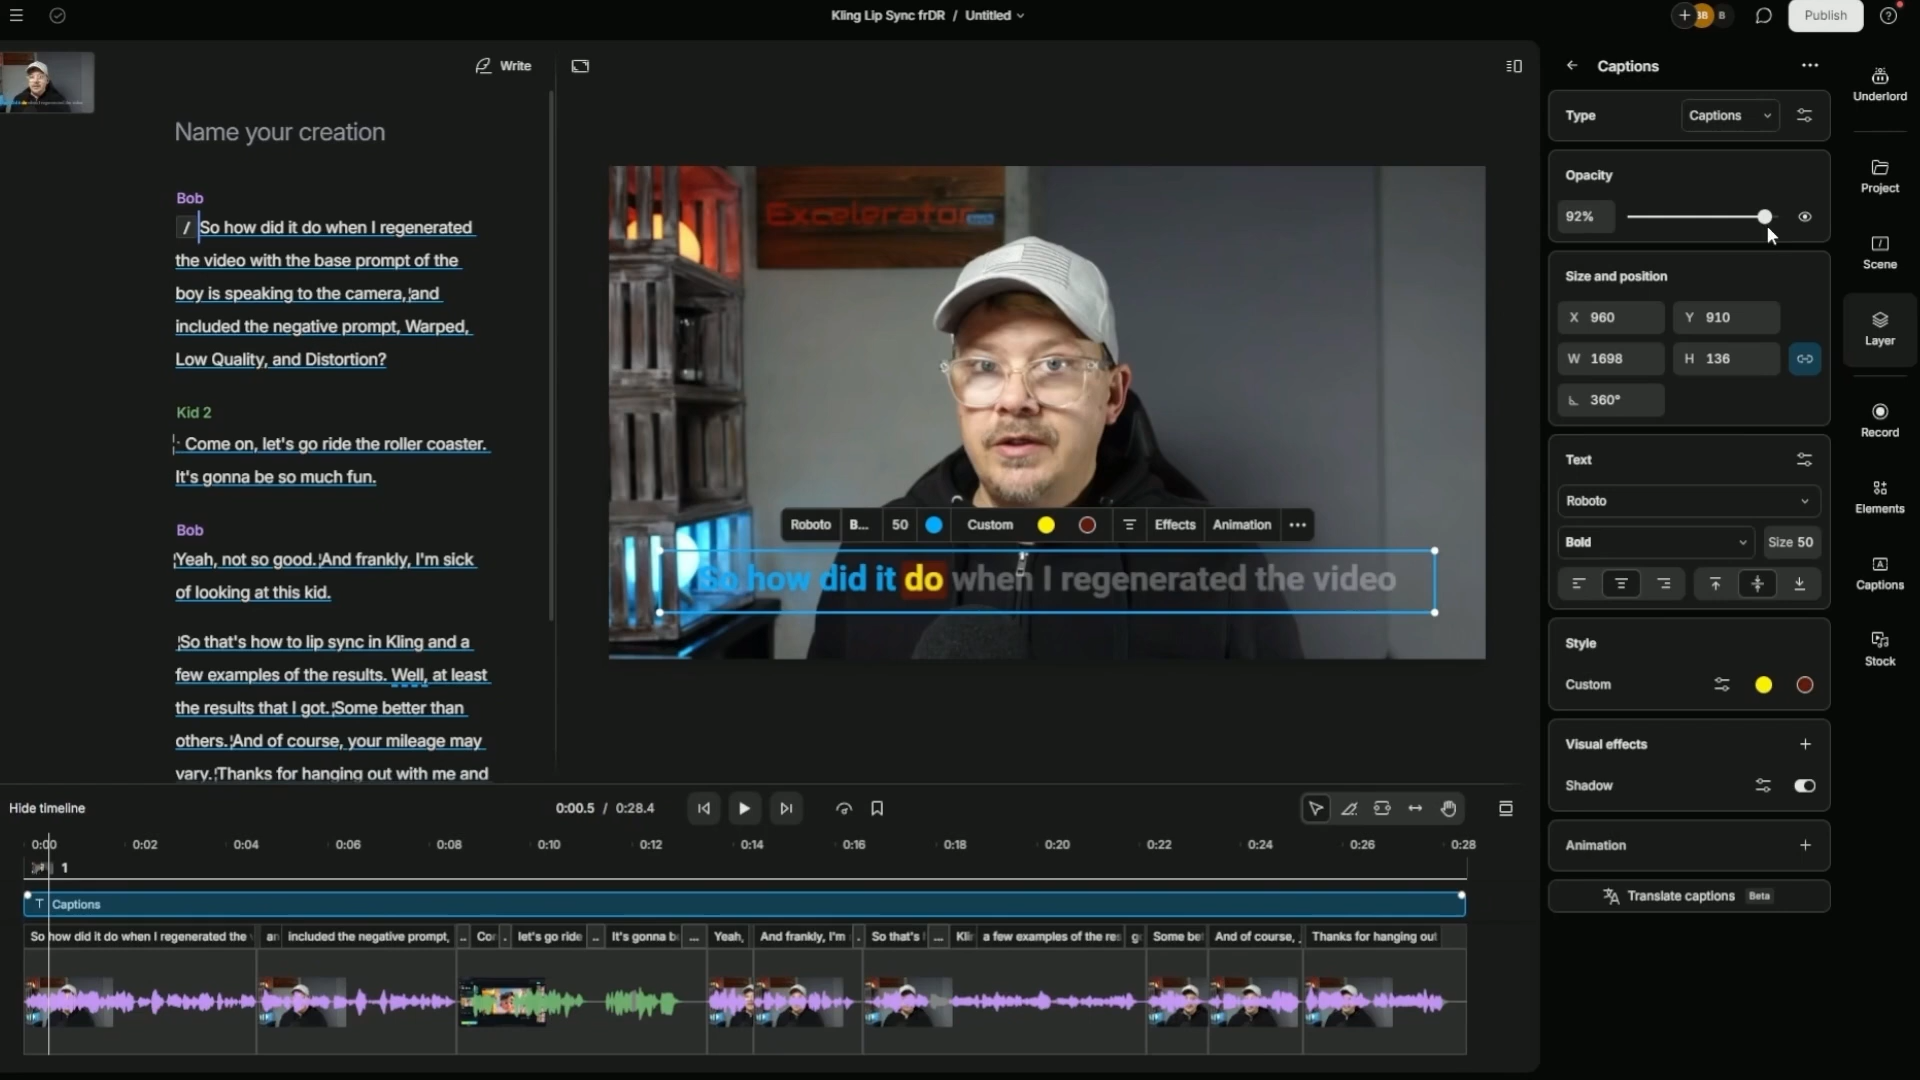 Kling Lip Sync frDR / Untitled
BB B
Publish
Write
Name your creation
Bob
/ So how did it do when I regenerated
the video with the base prompt of the
boy is speaking to the camera, and
included the negative prompt, Warped,
Low Quality, and Distortion?
Kid 2
Come on, let's go ride the roller coaster.
It's gonna be so much fun.
Bob
Yeah, not so good. And frankly, I'm sick
of looking at this kid.
So that's how to lip sync in Kling and a
few examples of the results. Well, at least
the results that I got. Some better than
others. And of course, your mileage may
vary. Thanks for hanging out with me and
Excelerator
Roboto B... 50 Custom Effects Animation
So how did it do when I regenerated the video
Captions
Type Captions
Opacity
92%
Size and position
X 960 Y 910
W 1698 H 136
360°
Text
Roboto
Bold Size 50
Style
Custom
Visual effects
Shadow
Animation
Translate captions Beta
Underlord
Project
Scene
Layer
Record
Elements
Captions
Stock
Hide timeline
0:00.5 / 0:28.4
0:00 0:02 0:04 0:06 0:08 0:10 0:12 0:14 0:16 0:18 0:20 0:22 0:24 0:26 0:28
1
T Captions
So how did it do when I regenerated the an included the negative prompt, .. Co . let's go ride .. It's gonna b ... Yeah, And frankly, I'm . So that's ... Kli a few examples of the res g Some be And of course, Thanks for hanging out